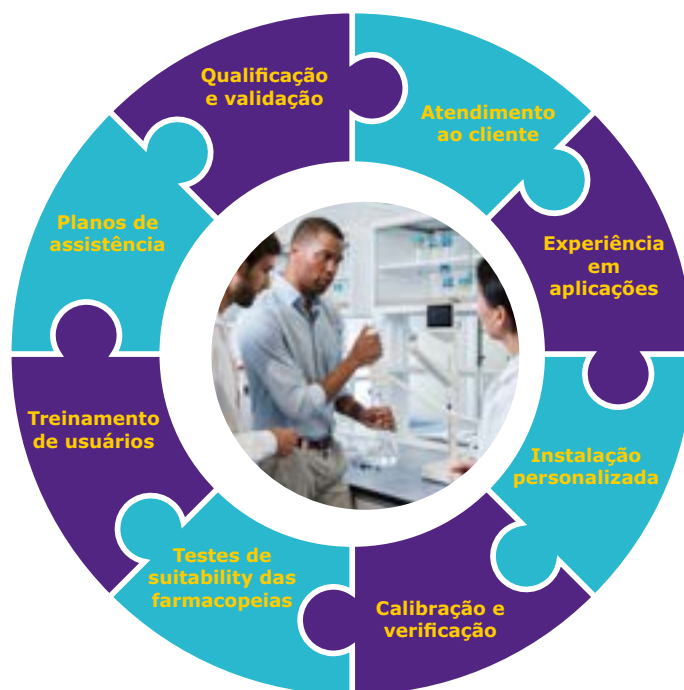 Qualificação
e validação
Atendimento
ao cliente
Experiência
em
aplicações
Instalação
personalizada
Calibração e
verificação
Testes de
suitability das
farmacopeias
Treinamento
de usuários
Planos de
assistência